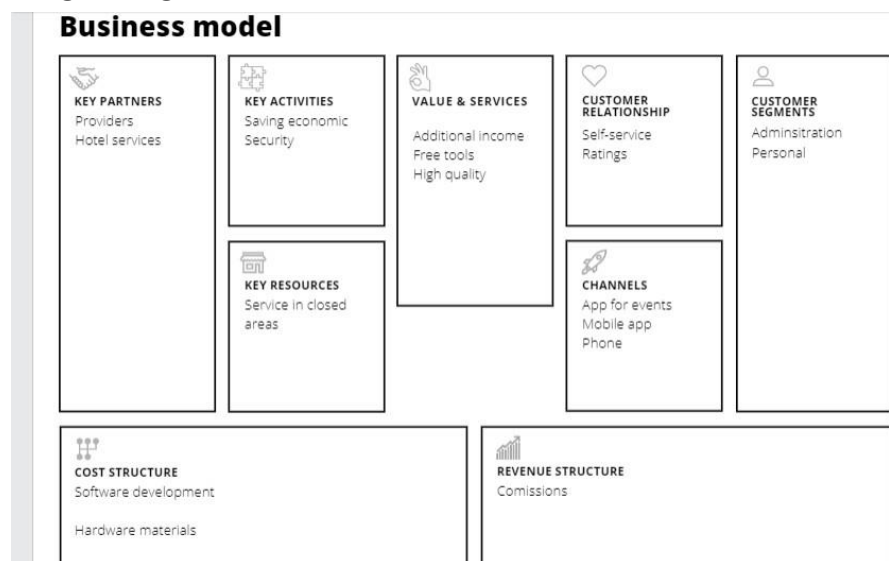 Business model
KEY PARTNERS
Providers
Hotel services
KEY ACTIVITIES
Saving economic
Security
KEY RESOURCES
Service in closed
areas
VALUE & SERVICES
Additional income
Free tools
High quality
CUSTOMER
RELATIONSHIP
Self-service
Ratings
CHANNELS
App for events
Mobile app
Phone
CUSTOMER
SEGMENTS
Adminsitration
Personal
COST STRUCTURE
Software development
Hardware materials
REVENUE STRUCTURE
Comissions